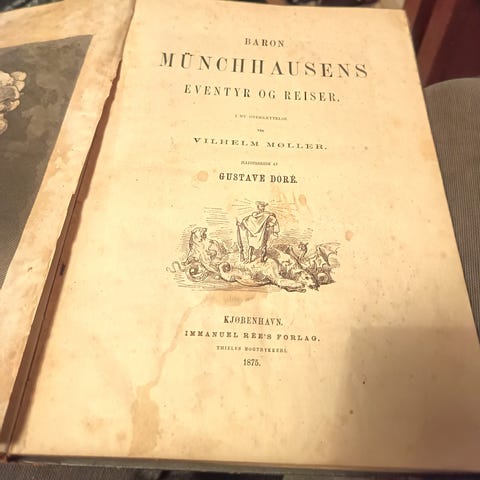 BARON
MÜNCHHAUSENS
EVENTYR OG REISER.
I NY OVERSÆTTELSE
VED
VILHELM MØLLER.
ILLUSTREREDE AF
GUSTAVE DORÉ.
KJØBENHAVN.
IMMANUEL RÉE'S FORLAG.
THIELES BOGTRYKKERI.
1875.